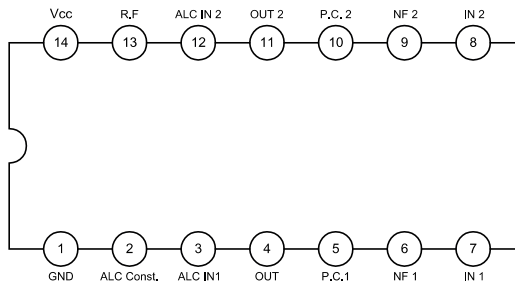 Vcc R.F ALC IN 2 OUT 2 P.C. 2 NF 2 IN 2
14 13 12 11 10 9 8
1 2 3 4 5 6 7
GND ALC Const. ALC IN1 OUT P.C.1 NF 1 IN 1